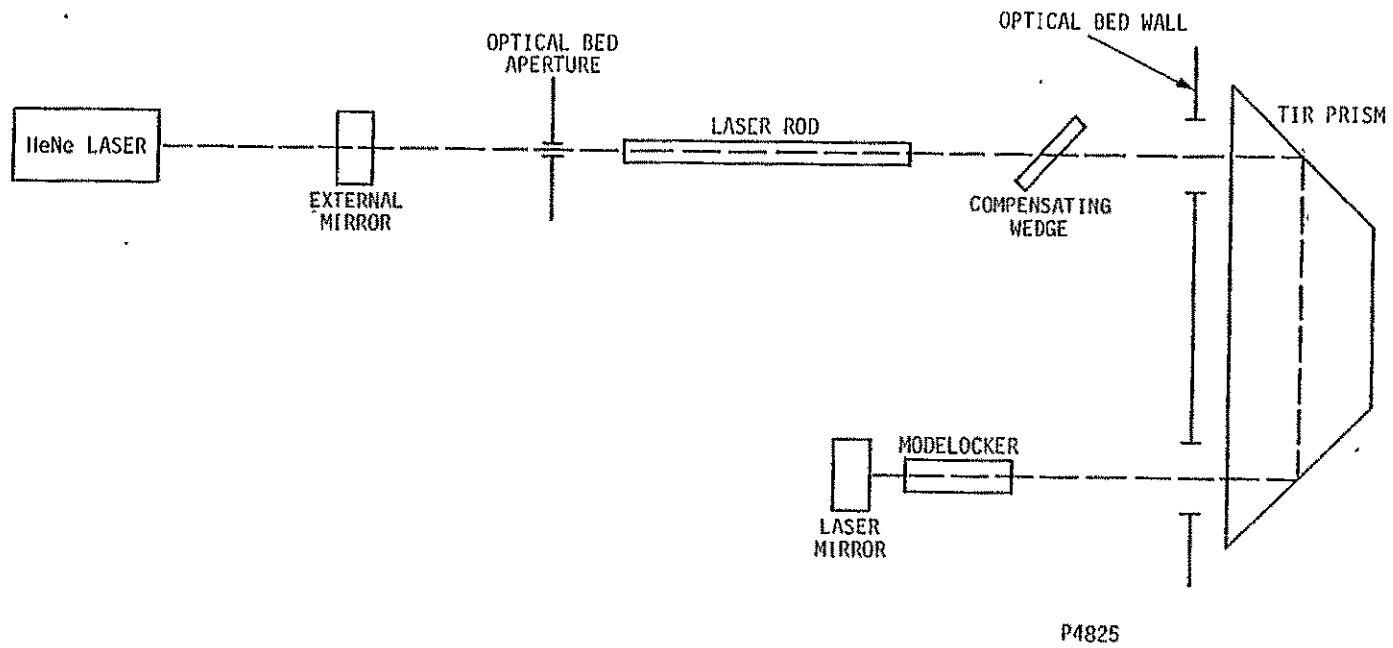 OPTICAL BED WALL
OPTICAL BED
APERTURE
TIR PRISM
HeNe LASER
LASER ROD
EXTERNAL
MIRROR
COMPENSATING
WEDGE
MODELOCKER
LASER
MIRROR
P4825